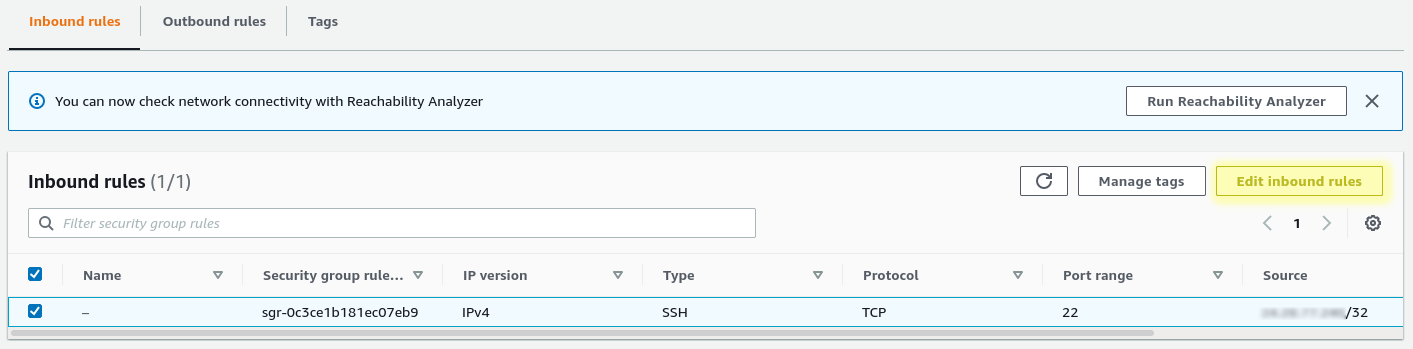 Inbound rules Outbound rules Tags
You can now check network connectivity with Reachability Analyzer Run Reachability Analyzer
Inbound rules (1/1) Manage tags Edit inbound rules
Filter security group rules 1
Name Security group rule... IP version Type Protocol Port range Source
– sgr-0c3ce1b181ec07eb9 IPv4 SSH TCP 22 /32